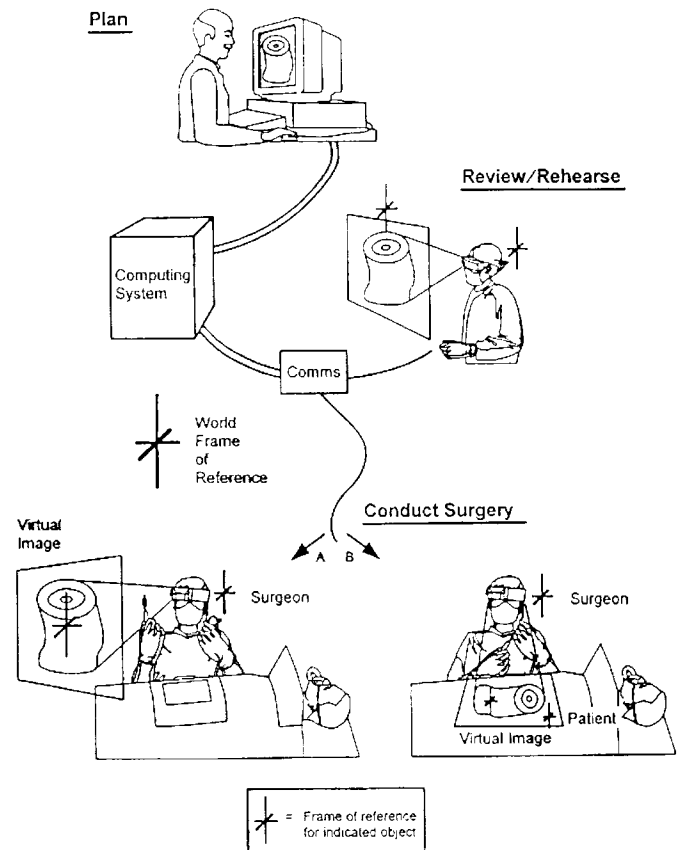 Plan
Review/Rehearse
Computing
System
Comms
World
Frame
of
Reference
Conduct Surgery
Virtual
Image
A B
Surgeon
Surgeon
Patient
Virtual Image
= Frame of reference
for indicated object